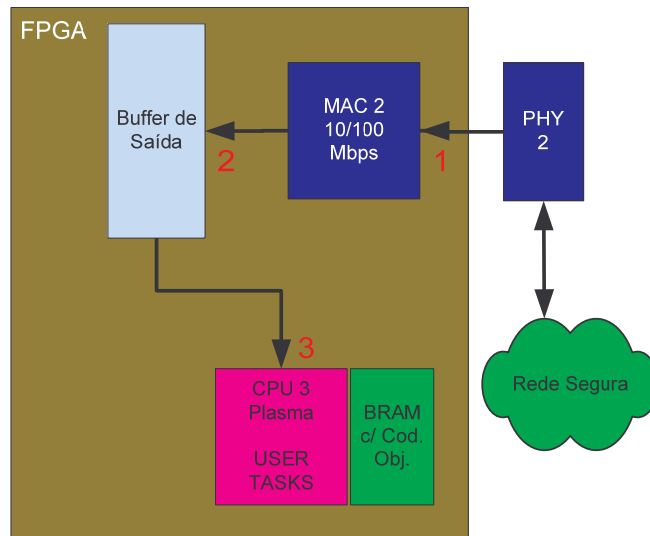 FPGA
Buffer de
Saída
MAC 2
10/100
Mbps
PHY
2
1
2
3
CPU 3
Plasma
USER
TASKS
BRAM
c/ Cod.
Obj.
Rede Segura